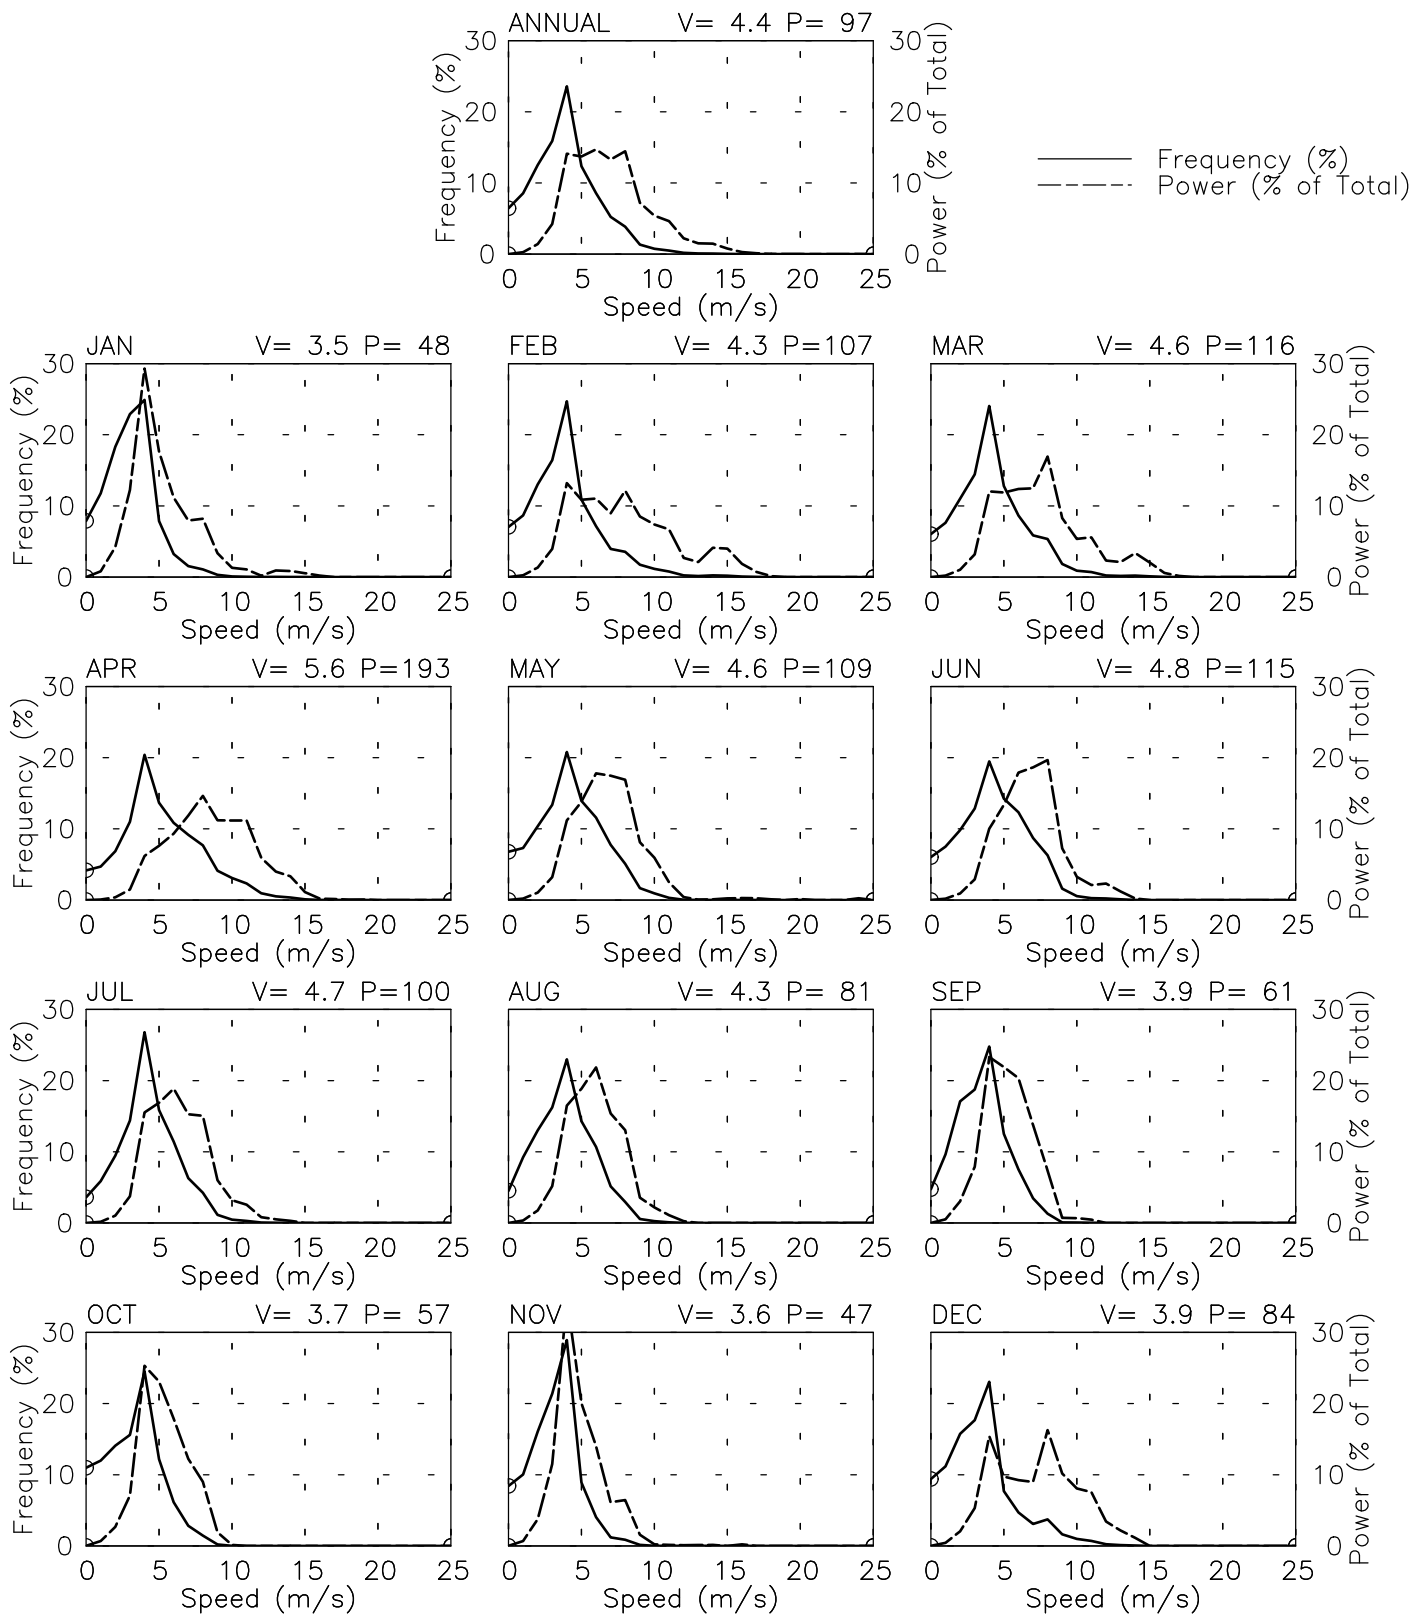 ANNUAL V= 4.4 P= 97
30 30
20 20
10 10
0 0
Frequency (%)
Power (% of Total)
0 5 10 15 20 25
Speed (m/s)
Frequency (%)
Power (% of Total)
JAN V= 3.5 P= 48
FEB V= 4.3 P=107
MAR V= 4.6 P=116
30 30
20 20
10 10
0 0
Frequency (%)
Power (% of Total)
0 5 10 15 20 25
0 5 10 15 20 25
0 5 10 15 20 25
Speed (m/s)
Speed (m/s)
Speed (m/s)
APR V= 5.6 P=193
MAY V= 4.6 P=109
JUN V= 4.8 P=115
30 30
20 20
10 10
0 0
Frequency (%)
Power (% of Total)
0 5 10 15 20 25
0 5 10 15 20 25
0 5 10 15 20 25
Speed (m/s)
Speed (m/s)
Speed (m/s)
JUL V= 4.7 P=100
AUG V= 4.3 P= 81
SEP V= 3.9 P= 61
30 30
20 20
10 10
0 0
Frequency (%)
Power (% of Total)
0 5 10 15 20 25
0 5 10 15 20 25
0 5 10 15 20 25
Speed (m/s)
Speed (m/s)
Speed (m/s)
OCT V= 3.7 P= 57
NOV V= 3.6 P= 47
DEC V= 3.9 P= 84
30 30
20 20
10 10
0 0
Frequency (%)
Power (% of Total)
0 5 10 15 20 25
0 5 10 15 20 25
0 5 10 15 20 25
Speed (m/s)
Speed (m/s)
Speed (m/s)